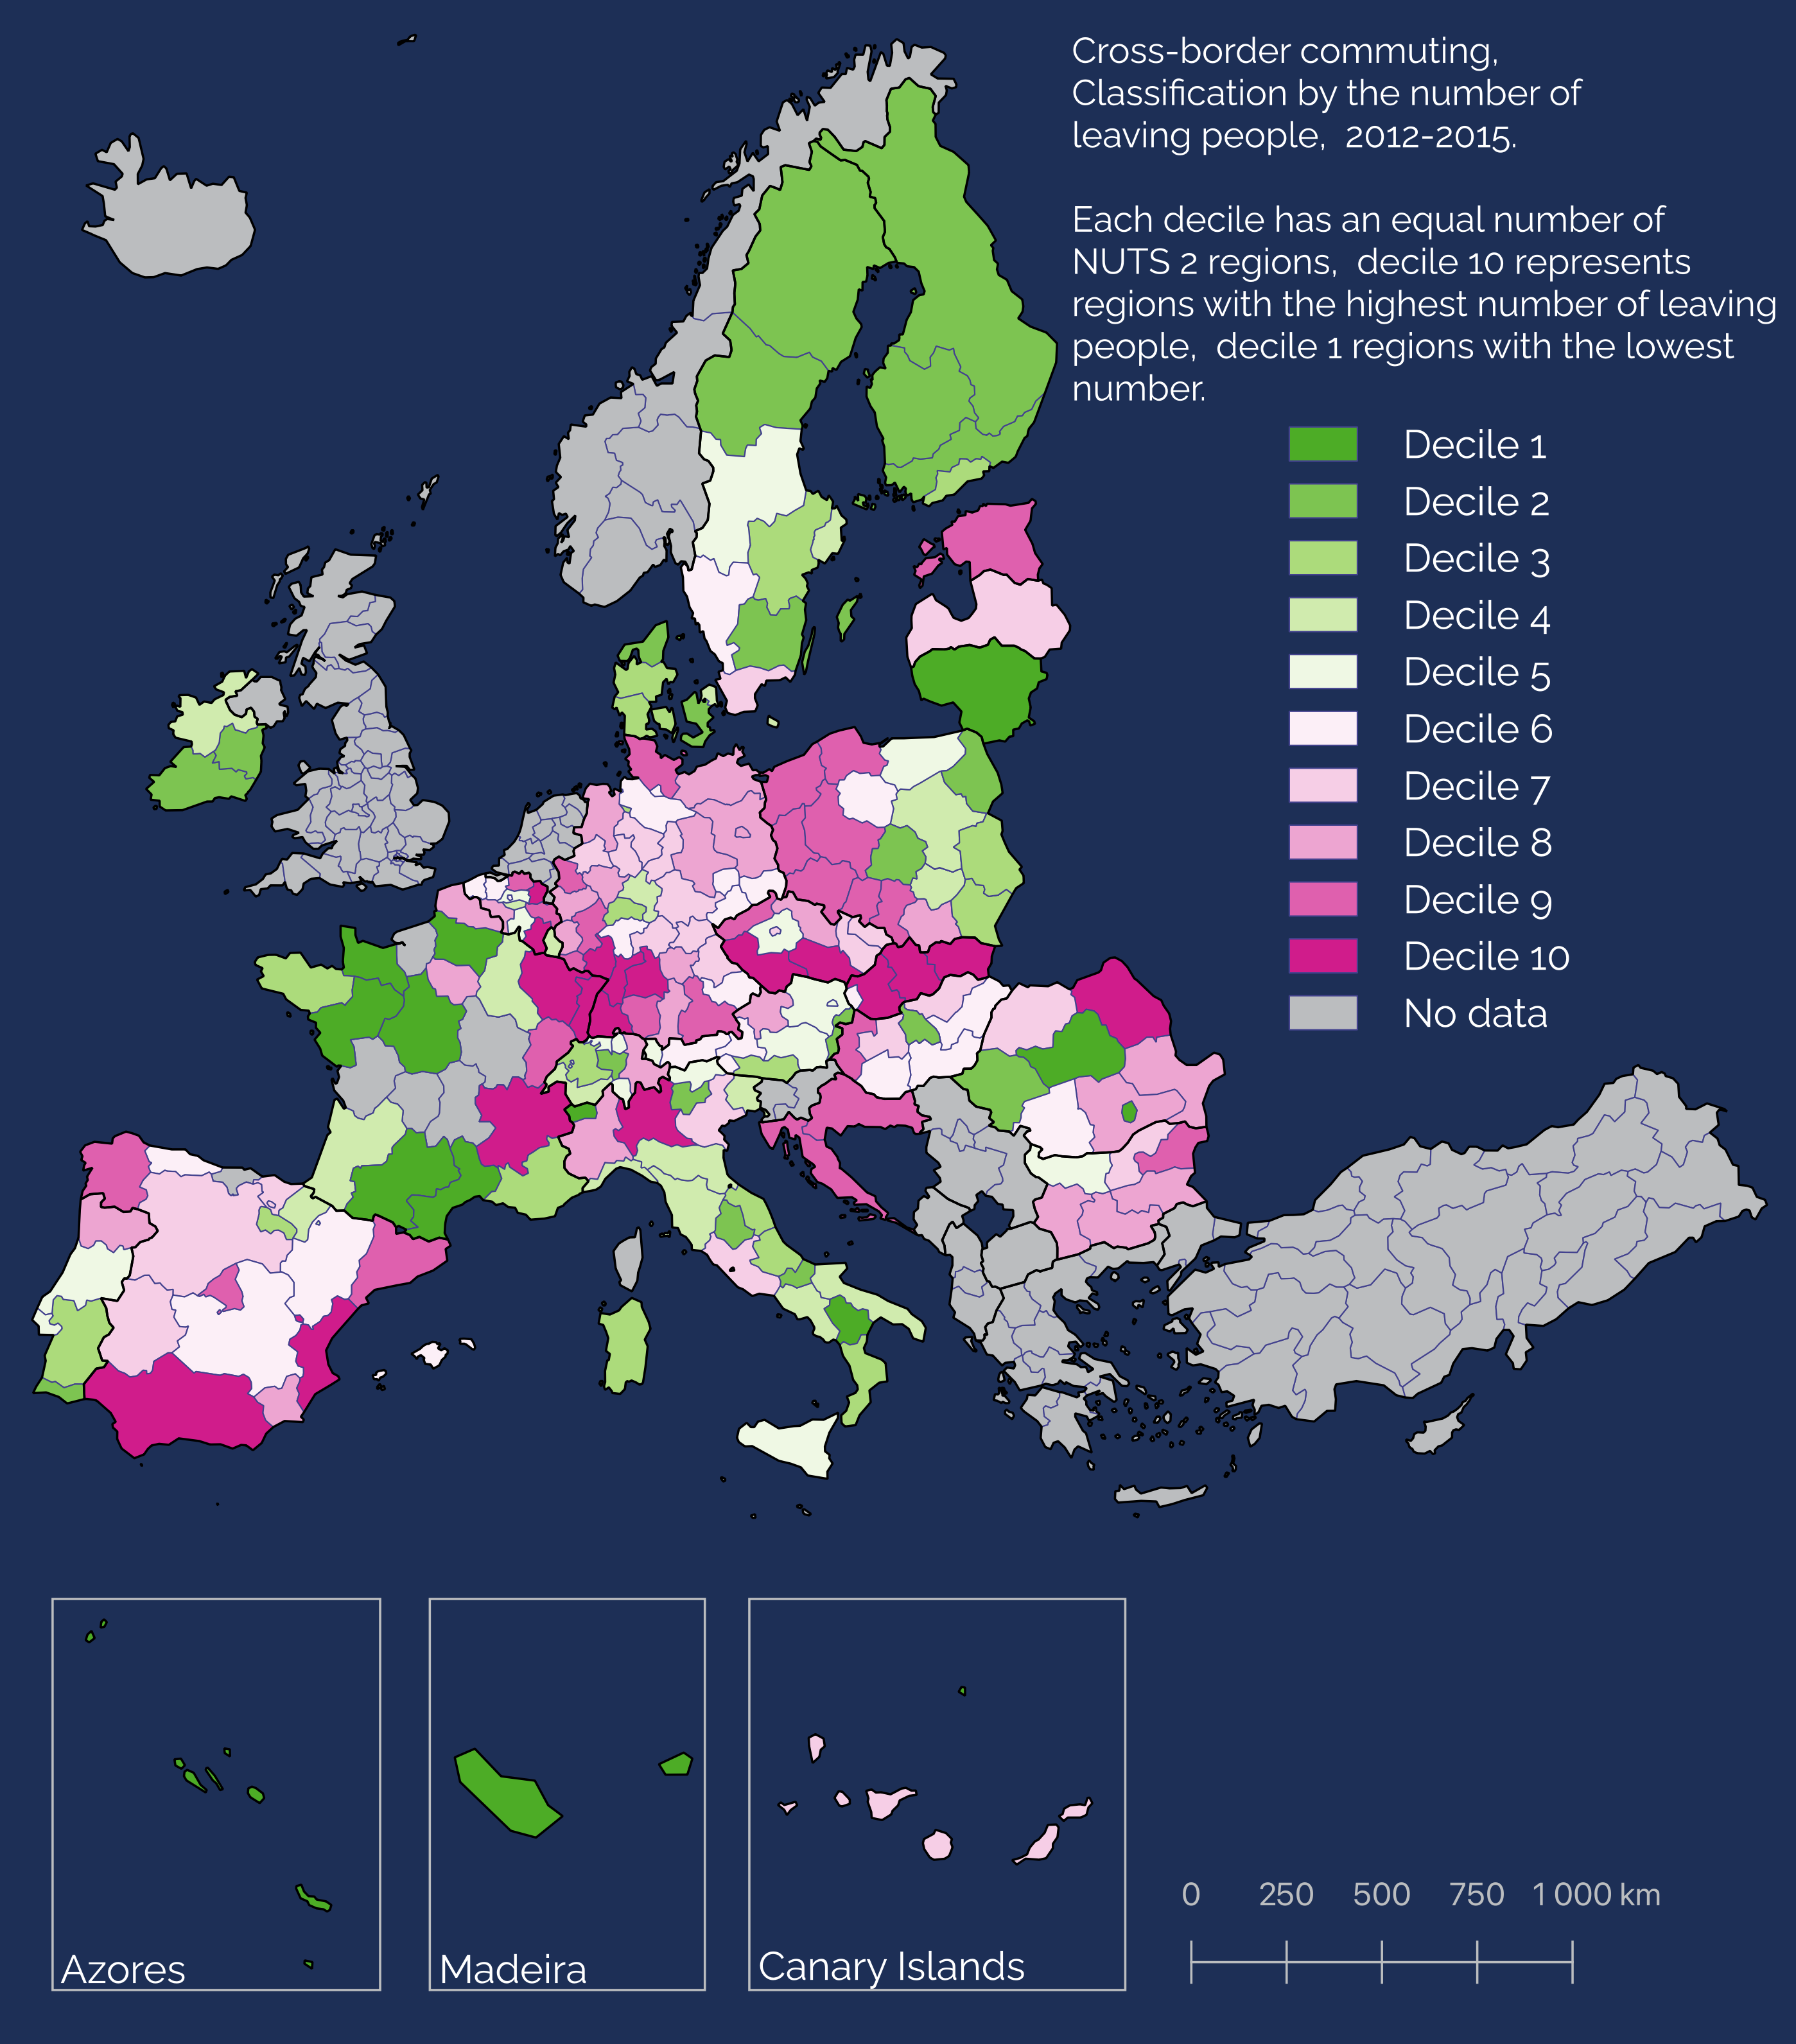 Cross-border commuting,
Classification by the number of
leaving people, 2012-2015.
Each decile has an equal number of
NUTS 2 regions, decile 10 represents
regions with the highest number of leaving
people, decile 1 regions with the lowest
number.
Decile 1
Decile 2
Decile 3
Decile 4
Decile 5
Decile 6
Decile 7
Decile 8
Decile 9
Decile 10
No data
Azores
Madeira
Canary Islands
0 250 500 750 1 000 km